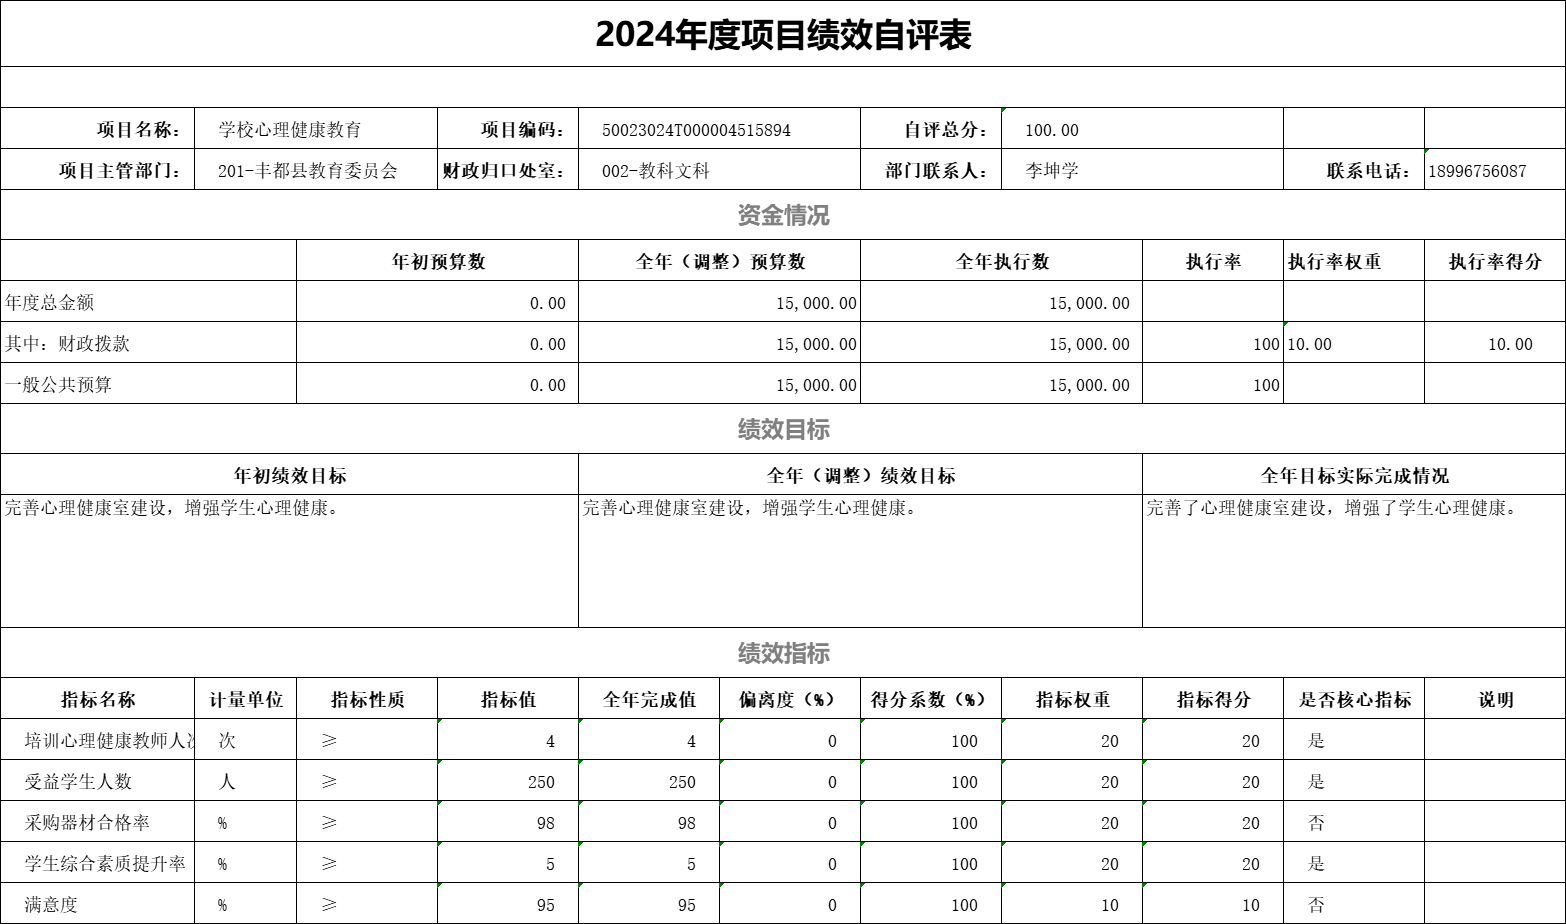 2024年度项目绩效自评表
项目名称： 学校心理健康教育 项目编码： 50023024T000004515894 自评总分： 100.00
项目主管部门： 201-丰都县教育委员会 财政归口处室： 002-教科文科 部门联系人： 李坤学 联系电话： 18996756087
资金情况
年初预算数 全年（调整）预算数 全年执行数 执行率 执行率权重 执行率得分
年度总金额 0.00 15,000.00 15,000.00
其中：财政拨款 0.00 15,000.00 15,000.00 100 10.00 10.00
一般公共预算 0.00 15,000.00 15,000.00 100
绩效目标
年初绩效目标 全年（调整）绩效目标 全年目标实际完成情况
完善心理健康室建设，增强学生心理健康。 完善心理健康室建设，增强学生心理健康。 完善了心理健康室建设，增强了学生心理健康。
绩效指标
指标名称 计量单位 指标性质 指标值 全年完成值 偏离度（%） 得分系数（%） 指标权重 指标得分 是否核心指标 说明
培训心理健康教师人 次 ≥ 4 4 0 100 20 20 是
受益学生人数 人 ≥ 250 250 0 100 20 20 是
采购器材合格率 % ≥ 98 98 0 100 20 20 否
学生综合素质提升率 % ≥ 5 5 0 100 20 20 是
满意度 % ≥ 95 95 0 100 10 10 否